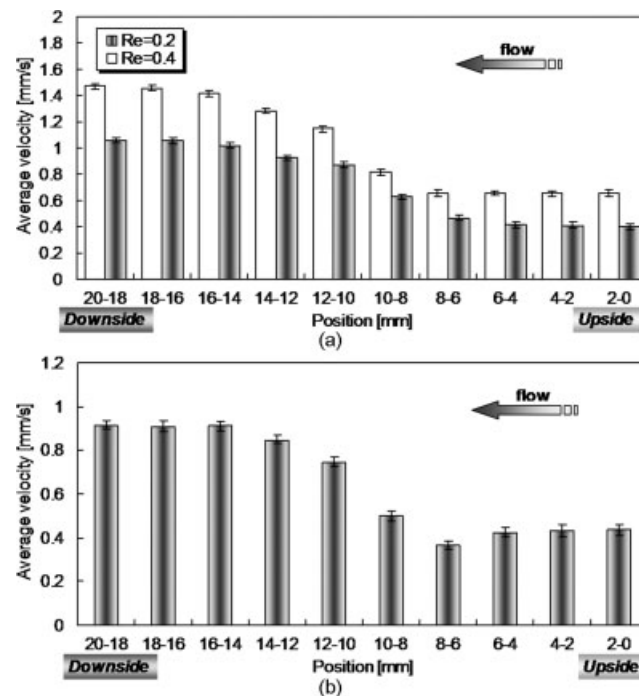 2
1.8
1.6
1.4
1.2
1
0.8
0.6
0.4
0.2
0
Average velocity [mm/s]
Re=0.2
Re=0.4
flow
20-18 18-16 16-14 14-12 12-10 10-8 8-6 6-4 4-2 2-0
Downside Position [mm] Upside
(a)
1.2
1
0.8
0.6
0.4
0.2
0
Average velocity [mm/s]
flow
20-18 18-16 16-14 14-12 12-10 10-8 8-6 6-4 4-2 2-0
Downside Position [mm] Upside
(b)